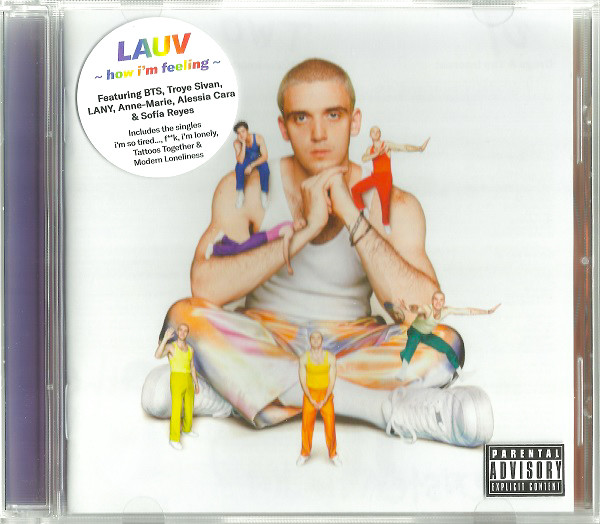 LAUV
~ how i'm feeling ~
Featuring BTS, Troye Sivan,
LANY, Anne-Marie, Alessia Cara
& Sofía Reyes
Includes the singles
i'm so tired..., f**k, i'm lonely,
Tattoos Together &
Modern Loneliness
PARENTAL
ADVISORY
EXPLICIT CONTENT